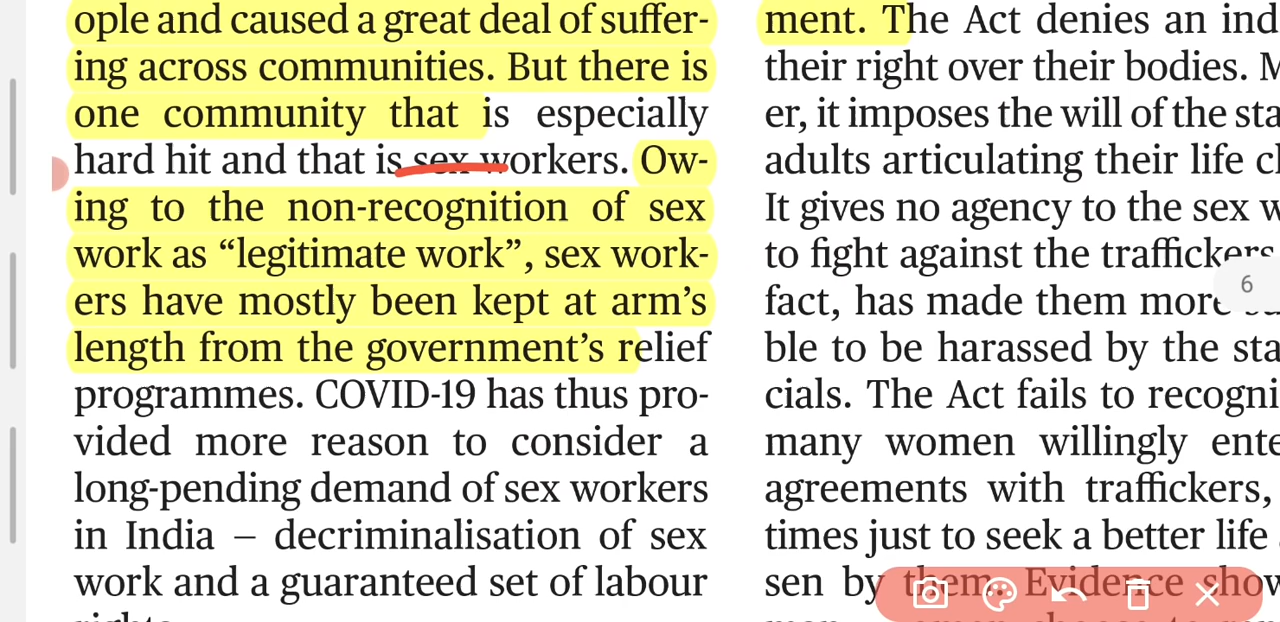 ople and caused a great deal of suffer-
ing across communities. But there is
one community that is especially
hard hit and that is sex workers. Ow-
ing to the non-recognition of sex
work as “legitimate work”, sex work-
ers have mostly been kept at arm’s
length from the government’s relief
programmes. COVID-19 has thus pro-
vided more reason to consider a
long-pending demand of sex workers
in India – decriminalisation of sex
work and a guaranteed set of labour
ment. The Act denies an ind
their right over their bodies. M
er, it imposes the will of the sta
adults articulating their life cl
It gives no agency to the sex w
to fight against the traffickers
fact, has made them more
ble to be harassed by the sta
cials. The Act fails to recogni
many women willingly ente
agreements with traffickers,
times just to seek a better life
sen by them. Evidence show
6